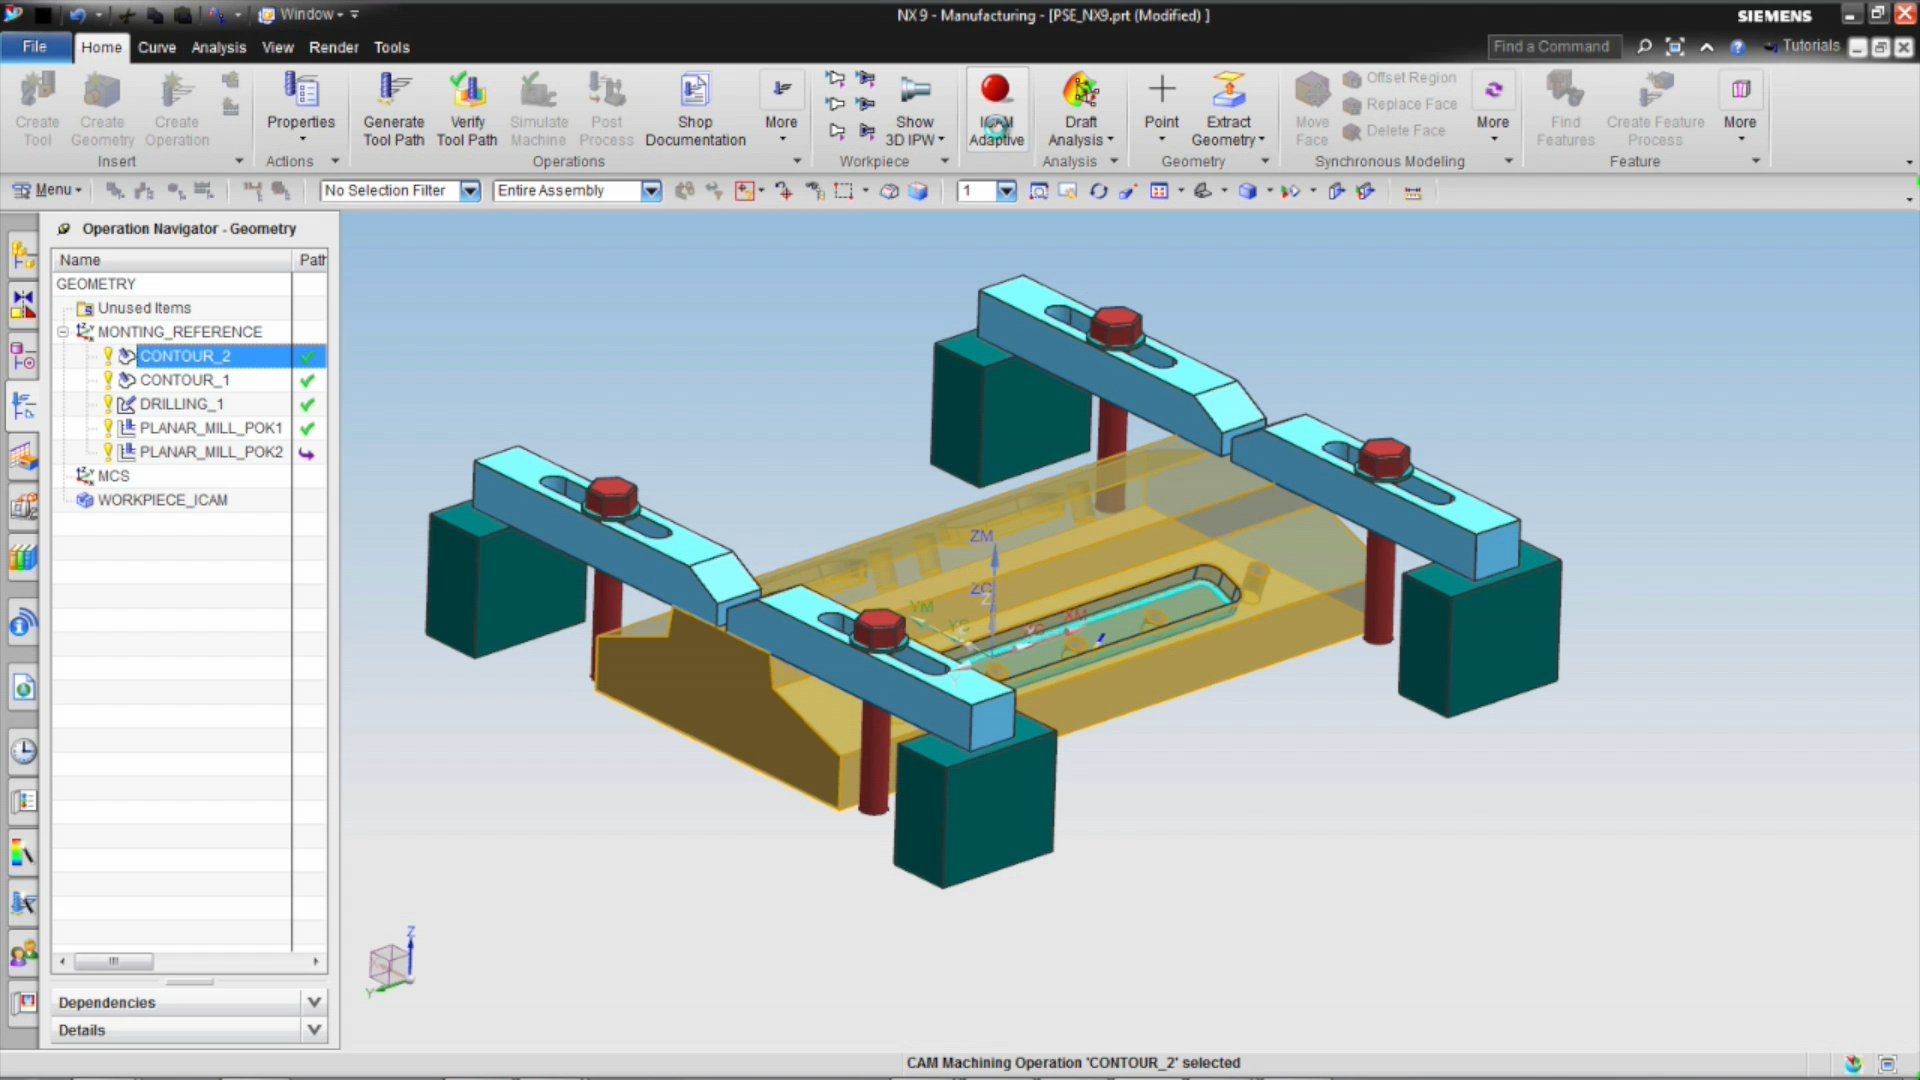 Window
NX 9 - Manufacturing - [PSE_NX9.prt (Modified) ]
SIEMENS
File
Home
Curve
Analysis
View
Render
Tools
Find a Command
Tutorials
Create Tool
Create Geometry
Create Operation
Insert
Properties
Actions
Generate Tool Path
Verify Tool Path
Simulate Machine
Post Process
Shop Documentation
More
Operations
Show 3D IPW
Workpiece
Adaptive
Draft Analysis
Analysis
Point
Extract Geometry
Geometry
Move Face
Offset Region
Replace Face
Delete Face
More
Synchronous Modeling
Find Features
Create Feature Process
More
Feature
Menu
No Selection Filter
Entire Assembly
1
Operation Navigator - Geometry
Name
Path
GEOMETRY
Unused Items
MONTING_REFERENCE
CONTOUR_2
CONTOUR_1
DRILLING_1
PLANAR_MILL_POK1
PLANAR_MILL_POK2
MCS
WORKPIECE_ICAM
Dependencies
Details
ZM
ZC
Z
YM
YC
XC
XM
Z
Y
CAM Machining Operation 'CONTOUR_2' selected